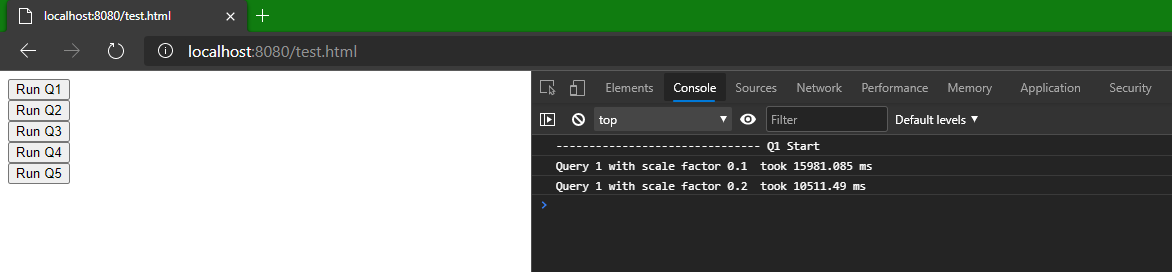 localhost:8080/test.html
localhost:8080/test.html
Run Q1
Run Q2
Run Q3
Run Q4
Run Q5
Elements Console Sources Network Performance Memory Application Security
top Filter Default levels
------------------------------- Q1 Start
Query 1 with scale factor 0.1 took 15981.085 ms
Query 1 with scale factor 0.2 took 10511.49 ms